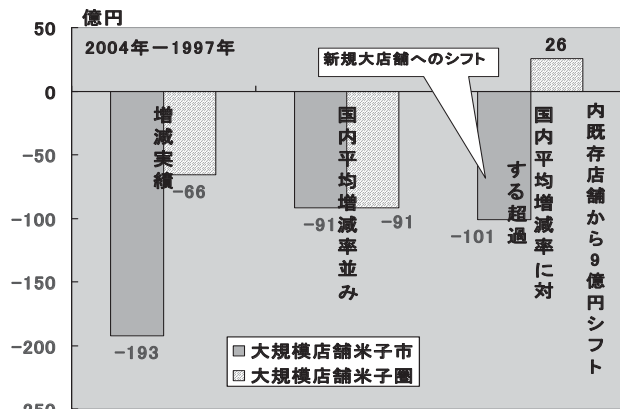 億円
50
0
-50
-100
-150
-200
-250
2004年－1997年
新規大店舗へのシフト
26
増減実績
-193
-66
国内平均増減率並み
-91
-91
国内平均増減率に対
する超過
-101
内既存店舗から9億円シフト
大規模店舗米子市
大規模店舗米子圏